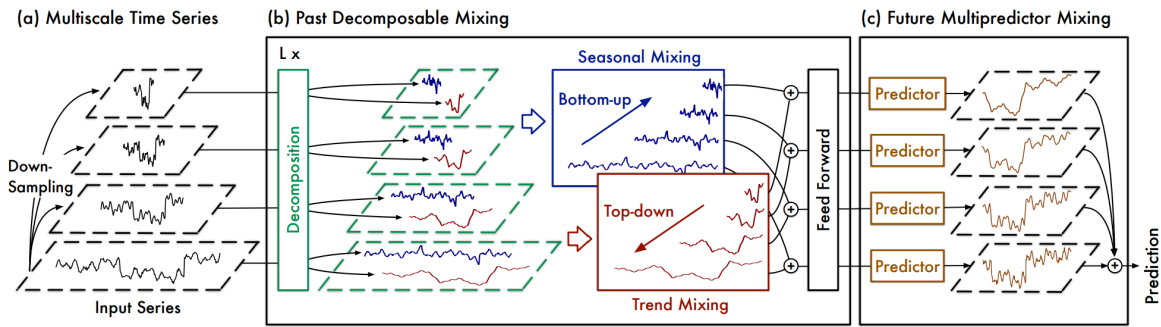 (a) Multiscale Time Series
Down-
Sampling
Input Series
(b) Past Decomposable Mixing
L x
Decomposition
Seasonal Mixing
Bottom-up
Top-down
Trend Mixing
+
+
+
+
Feed Forward
(c) Future Multipredictor Mixing
Predictor
Predictor
Predictor
Predictor
+
Prediction